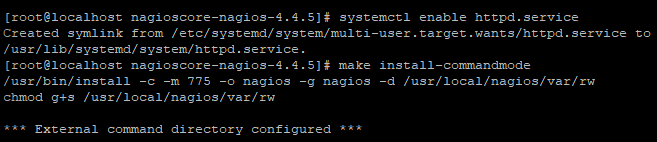 [root@localhost nagioscore-nagios-4.4.5]# systemctl enable httpd.service
Created symlink from /etc/systemd/system/multi-user.target.wants/httpd.service to
/usr/lib/systemd/system/httpd.service.
[root@localhost nagioscore-nagios-4.4.5]# make install-commandmode
/usr/bin/install -c -m 775 -o nagios -g nagios -d /usr/local/nagios/var/rw
chmod g+s /usr/local/nagios/var/rw
*** External command directory configured ***